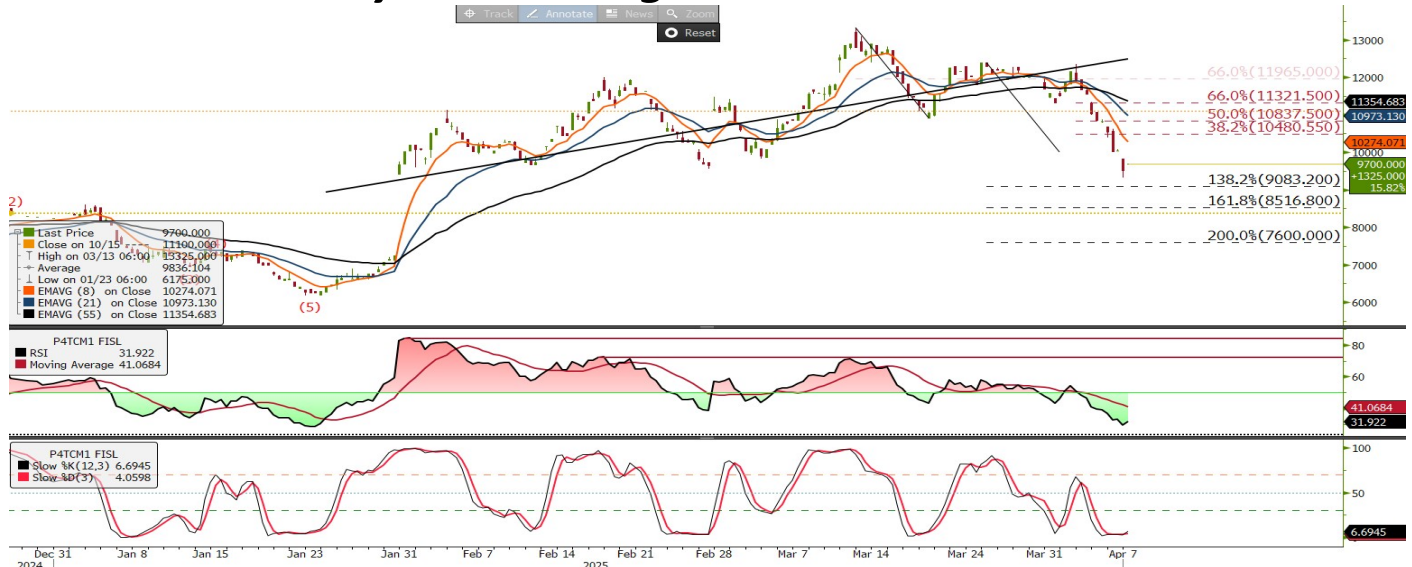 Track Annotate News Zoom
Reset
13000
12000
10000
8000
7000
6000
66.0%(11965.000)
66.0%(11321.500)
50.0%(10837.500)
38.2%(10480.550)
138.2%(9083.200)
161.8%(8516.800)
200.0%(7600.000)
11354.683
10973.130
10274.071
9700.000
+1325.000
15.82%
2)
(5)
Last Price 9700.000
Close on 10/15 11100.000
High on 03/13 06:00 13325.000
Average 9836.104
Low on 01/23 06:00 6175.000
EMAVG (8) on Close 10274.071
EMAVG (21) on Close 10973.130
EMAVG (55) on Close 11354.683
P4TCM1 FISL
RSI 31.922
Moving Average 41.0684
80
60
41.0684
31.922
P4TCM1 FISL
Slow %K(12,3) 6.6945
Slow %D(3) 4.0598
100
50
6.6945
Dec 31 Jan 8 Jan 15 Jan 23 Jan 31 Feb 7 Feb 14 Feb 21 Feb 28 Mar 7 Mar 14 Mar 24 Mar 31 Apr 7
2024 2025